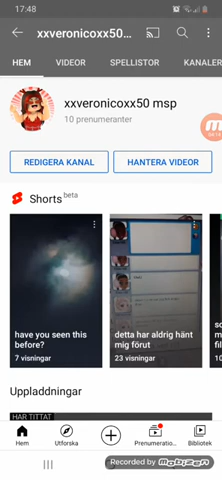 17:48
xxveronicoxx50...
HEM VIDEOR SPELLISTOR KANALER
xxveronicoxx50 msp
10 prenumeranter
REDIGERA KANAL
HANTERA VIDEOR
Shorts beta
have you seen this
before?
7 visningar
detta har aldrig hänt
mig förut
23 visningar
Uppladdningar
HAR TITTAT
Hem
Utforska
Prenumeratio...
Bibliotek
Recorded by mobizen